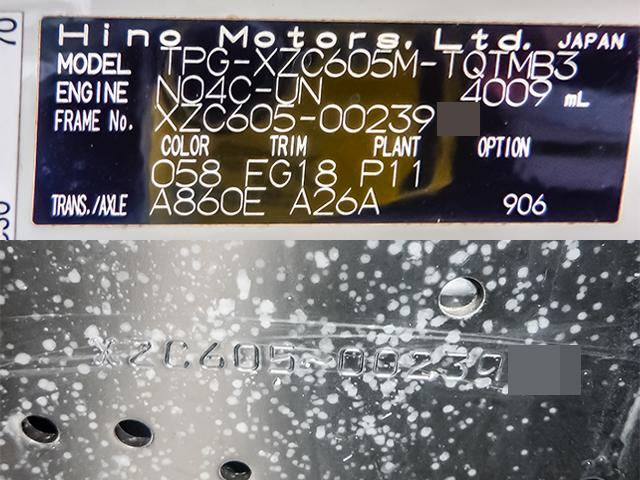 Hino Motors, Ltd. JAPAN
MODEL TPG-XZC605M-TQTMB3
ENGINE N04C-UN 4009 mL
FRAME No. XZC605-00239
COLOR TRIM PLANT OPTION
058 FG18 P11
TRANS./AXLE A860E A26A 906
XZC605-00239